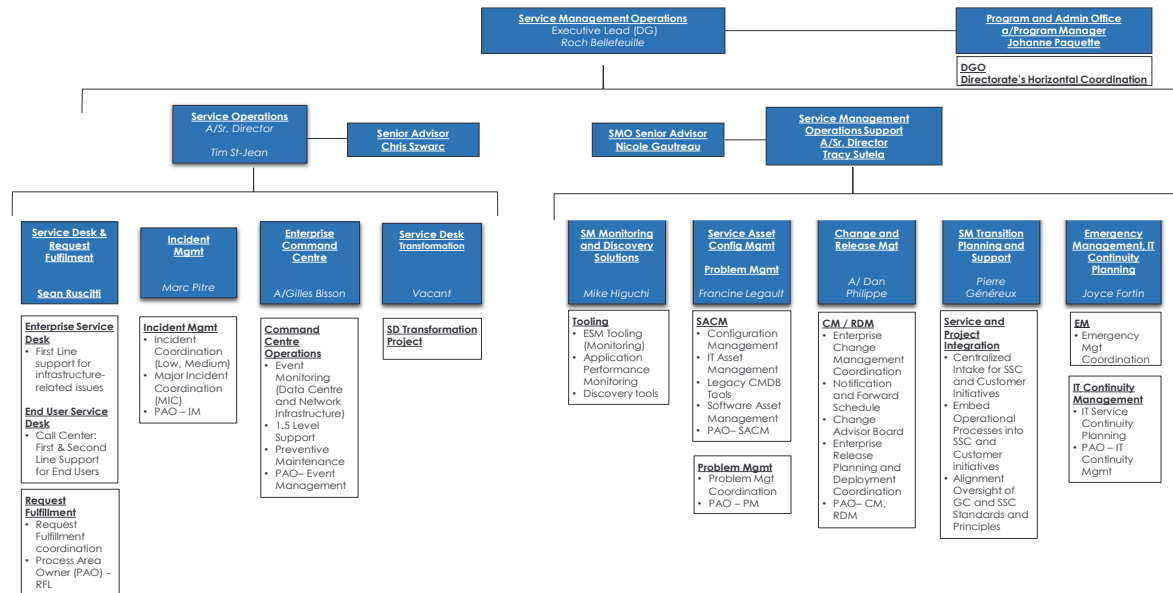 Service Management Operations
Executive Lead (DG)
Roch Bellefeuille
Program and Admin Office
a/Program Manager
Johanne Paquette
DGO
Directorate's Horizontal Coordination
Service Operations
A/Sr. Director
Tim St-Jean
Senior Advisor
Chris Szwarc
SMO Senior Advisor
Nicole Gautreau
Service Management
Operations Support
A/Sr. Director
Tracy Sutela
Service Desk &
Request
Fulfilment
Sean Ruscitti
Incident
Mgmt
Marc Pitre
Enterprise
Command
Centre
A/Gilles Bisson
Service Desk
Transformation
Vacant
SM Monitoring
and Discovery
Solutions
Mike Higuchi
Service Asset
Config Mgmt
Problem Mgmt
Francine Legault
Change and
Release Mgt
A/ Dan
Philippe
SM Transition
Planning and
Support
Pierre
Généreux
Emergency
Management, IT
Continuity
Planning
Joyce Fortin
Enterprise Service
Desk
• First Line
support for
infrastructure-
related issues
End User Service
Desk
• Call Center:
First & Second
Line Support
for End Users
Request
Fulfillment
• Request
Fulfillment
coordination
• Process Area
Owner (PAO) -
RFL
Incident Mgmt
• Incident
Coordination
(Low, Medium)
• Major Incident
Coordination
(MIC)
• PAO – IM
Command
Centre
Operations
• Event
Monitoring
(Data Centre
and Network
Infrastructure)
• 1.5 Level
Support
• Preventive
Maintenance
• PAO– Event
Management
SD Transformation
Project
Tooling
• ESM Tooling
(Monitoring)
• Application
Performance
Monitoring
• Discovery tools
SACM
• Configuration
Management
• IT Asset
Management
• Legacy CMDB
Tools
• Software Asset
Management
• PAO– SACM
Problem Mgmt
• Problem Mgt
Coordination
• PAO – PM
CM / RDM
• Enterprise
Change
Management
Coordination
• Notification
and Forward
Schedule
• Change
Advisor Board
• Enterprise
Release
Planning and
Deployment
Coordination
• PAO– CM,
RDM
Service and
Project
Integration
• Centralized
Intake for SSC
and Customer
Initiatives
• Embed
Operational
Processes into
SSC and
Customer
initiatives
• Alignment
Oversight of
GC and SSC
Standards and
Principles
EM
• Emergency
Mgt
Coordination
IT Continuity
Management
• IT Service
Continuity
Planning
• PAO – IT
Continuity
Mgmt